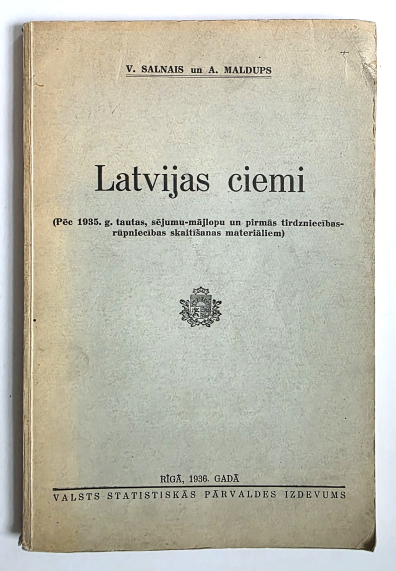 V. SALNAIS un A. MALDUPS
Latvijas ciemi
(Pēc 1935. g. tautas, sējumu-mājlopu un pirmās tirdzniecības-
rūpniecības skaitīšanas materiāliem)
RĪGĀ, 1936. GADĀ
VALSTS STATISTISKĀS PĀRVALDES IZDEVUMS